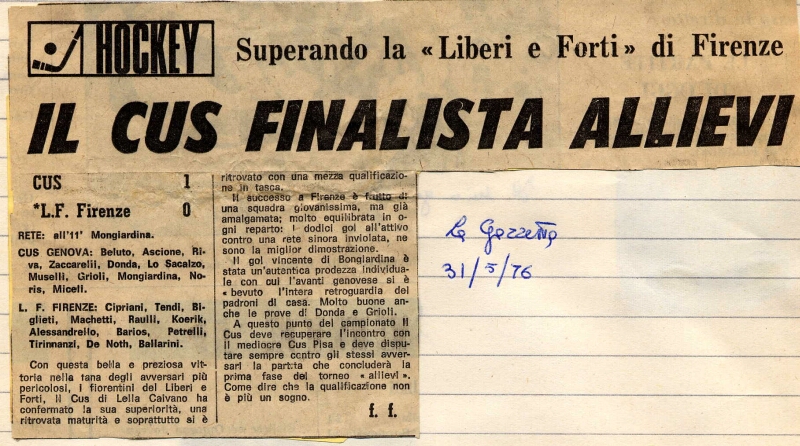 HOCKEY
Superando la «Liberi e Forti» di Firenze
IL CUS FINALISTA ALLIEVI
CUS 1
*L.F. Firenze 0
RETE: all'11' Mongiardina.
CUS GENOVA: Beluto, Ascione, Ri-
va, Zaccarelli, Donda, Lo Sacalzo,
Muselli, Grioli, Mongiardina, No-
ris, Miceli.
L. F. FIRENZE: Cipriani, Tendi, Bi-
glieti, Machetti, Raulli, Koerik,
Alessandrello, Barios, Petrelli,
Tirinnanzi, De Noth, Ballarini.
Con questa bella e preziosa vit-
toria nella tana degli avversari più
pericolosi, i fiorentini del Liberi e
Forti, il Cus di Lella Calvano ha
confermato la sua superiorità, una
ritrovata maturità e soprattutto si è
ritrovato con una mezza qualificazio-
ne in tasca.
Il successo a Firenze è frutto di
una squadra giovanissima, ma già
amalgamata; molto equilibrata in o-
gni reparto: i dodici gol all'attivo
contro una rete sinora inviolata, ne
sono la miglior dimostrazione.
Il gol vincente di Bongiardina è
stata un'autentica prodezza individua-
le con cui l'avanti genovese si è
« bevuto l'intera retroguardia dei
padroni di casa. Molto buone an-
che le prove di Donda e Grioli.
A questo punto del campionato il
Cus deve recuperare l'incontro con
il mediocre Cus Pisa e deve dispu-
tare sempre contro gli stessi avver-
sari la partita che concluderà la
prima fase del torneo « allievi ».
Come dire che la qualificazione non
è più un sogno.
f. f.
La Gazzetta
31/5/76